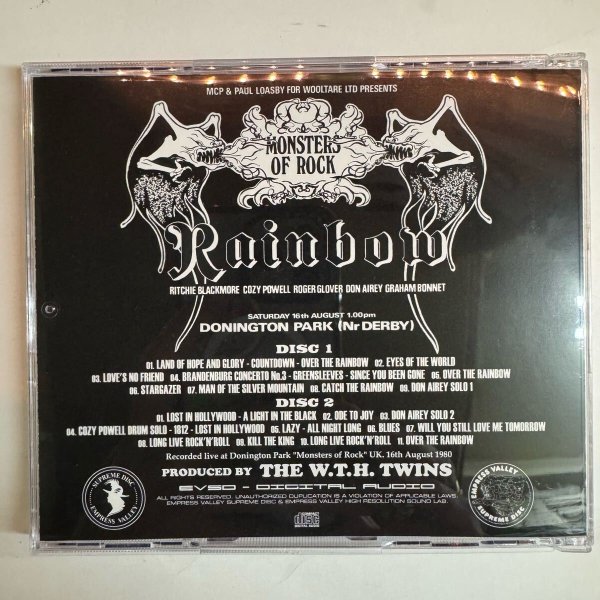 MCP & PAUL LOASBY FOR WOOLTARE LTD PRESENTS
MONSTERS
OF ROCK
Rainbow
RITCHIE BLACKMORE COZY POWELL ROGER GLOVER DON AIREY GRAHAM BONNET
SATURDAY 16th AUGUST 1.00pm
DONINGTON PARK (Nr DERBY)
DISC 1
01. LAND OF HOPE AND GLORY - COUNTDOWN - OVER THE RAINBOW 02. EYES OF THE WORLD
03. LOVE'S NO FRIEND 04. BRANDENBURG CONCERTO No.3 - GREENSLEEVES - SINCE YOU BEEN GONE 05. OVER THE RAINBOW
06. STARGAZER 07. MAN OF THE SILVER MOUNTAIN 08. CATCH THE RAINBOW 09. DON AIREY SOLO 1
DISC 2
01. LOST IN HOLLYWOOD - A LIGHT IN THE BLACK 02. ODE TO JOY 03. DON AIREY SOLO 2
04. COZY POWELL DRUM SOLO - 1812 - LOST IN HOLLYWOOD 05. LAZY - ALL NIGHT LONG 06. BLUES 07. WILL YOU STILL LOVE ME TOMORROW
08. LONG LIVE ROCK'N'ROLL 09. KILL THE KING 10. LONG LIVE ROCK'N'ROLL 11. OVER THE RAINBOW
Recorded live at Donington Park "Monsters of Rock" UK. 16th August 1980
PRODUCED BY THE W.T.H. TWINS
EVSD - DIGITAL AUDIO
ALL RIGHTS RESERVED. UNAUTHORIZED DUPLICATION IS A VIOLATION OF APPLICABLE LAWS.
EMPRESS VALLEY SUPREME DISC & EMPRESS VALLEY HIGH RESOLUTION SOUND LAB.
SUPREME DISC
EMPRESS VALLEY
COMPACT
disc
DIGITAL AUDIO
EMPRESS VALLEY
SUPREME DISC